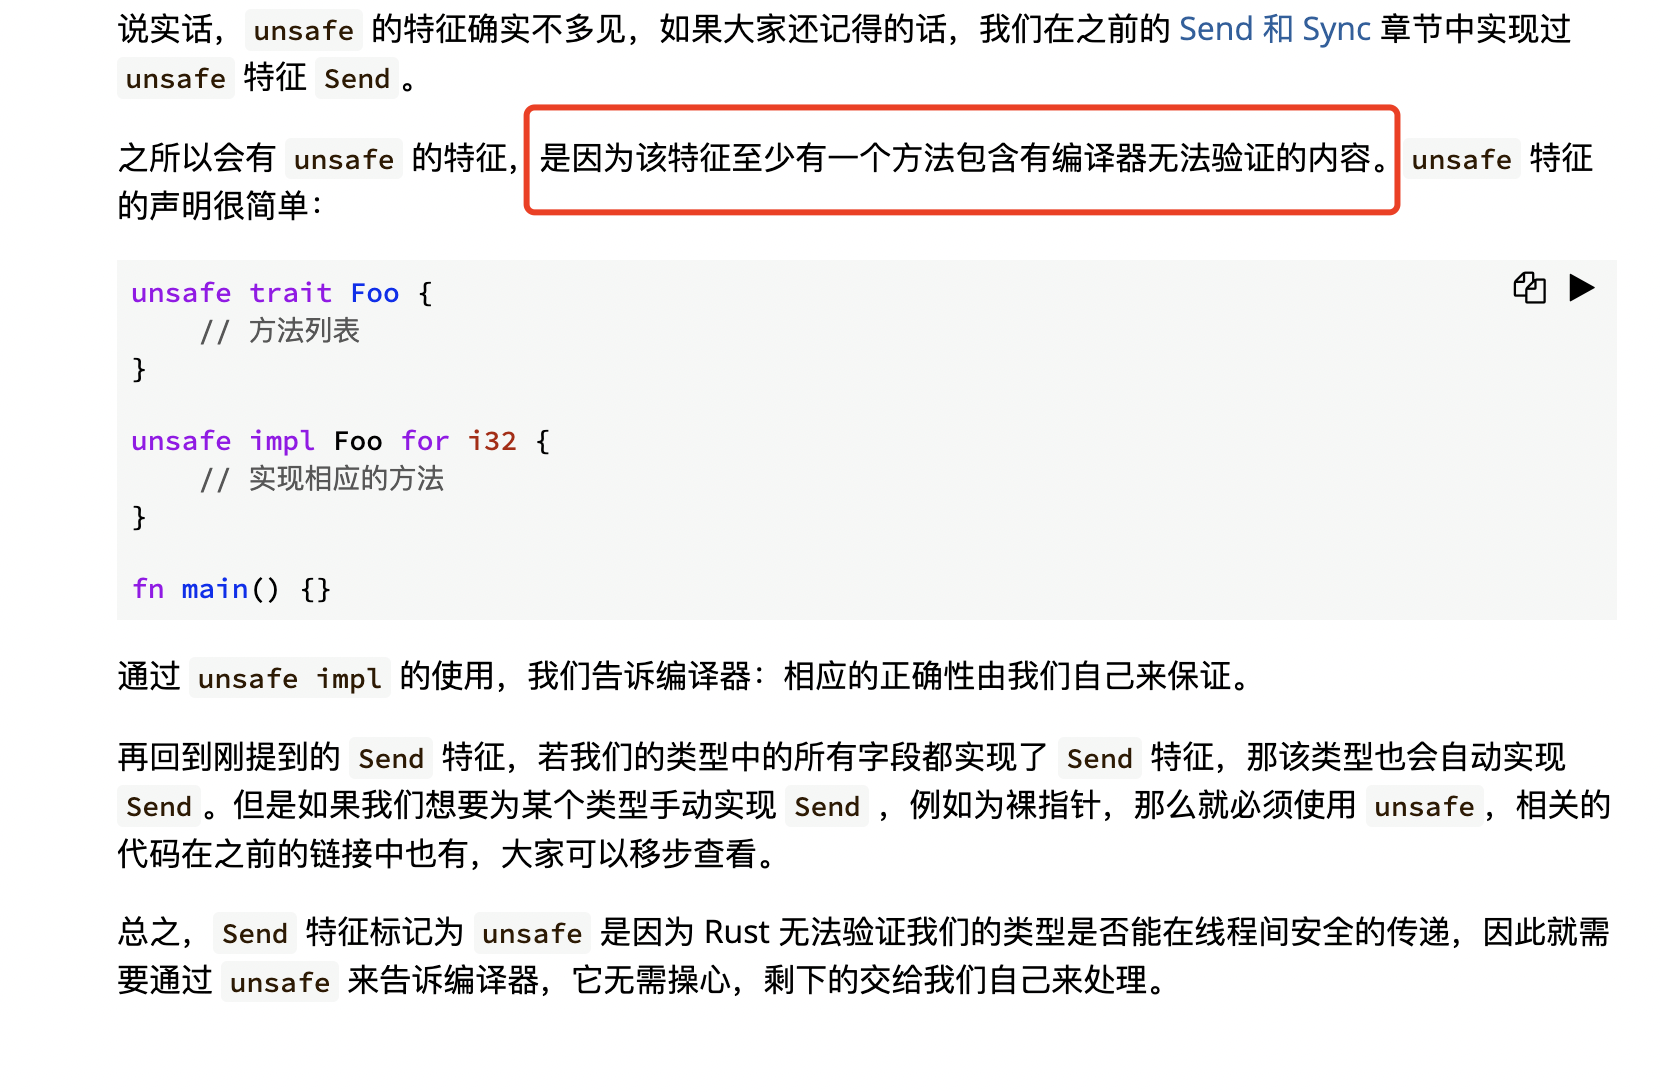 说实话，unsafe 的特征确实不多见，如果大家还记得的话，我们在之前的 Send 和 Sync 章节中实现过
unsafe 特征 Send。
之所以会有 unsafe 的特征，是因为该特征至少有一个方法包含有编译器无法验证的内容。unsafe 特征
的声明很简单：
unsafe trait Foo {
    // 方法列表
}
unsafe impl Foo for i32 {
    // 实现相应的方法
}
fn main() {}
通过 unsafe impl 的使用，我们告诉编译器：相应的正确性由我们自己来保证。
再回到刚提到的 Send 特征，若我们的类型中的所有字段都实现了 Send 特征，那该类型也会自动实现
Send。但是如果我们想要为某个类型手动实现 Send ，例如为裸指针，那么就必须使用 unsafe，相关的
代码在之前的链接中也有，大家可以移步查看。
总之，Send 特征标记为 unsafe 是因为 Rust 无法验证我们的类型是否能在线程间安全的传递，因此就需
要通过 unsafe 来告诉编译器，它无需操心，剩下的交给我们自己来处理。